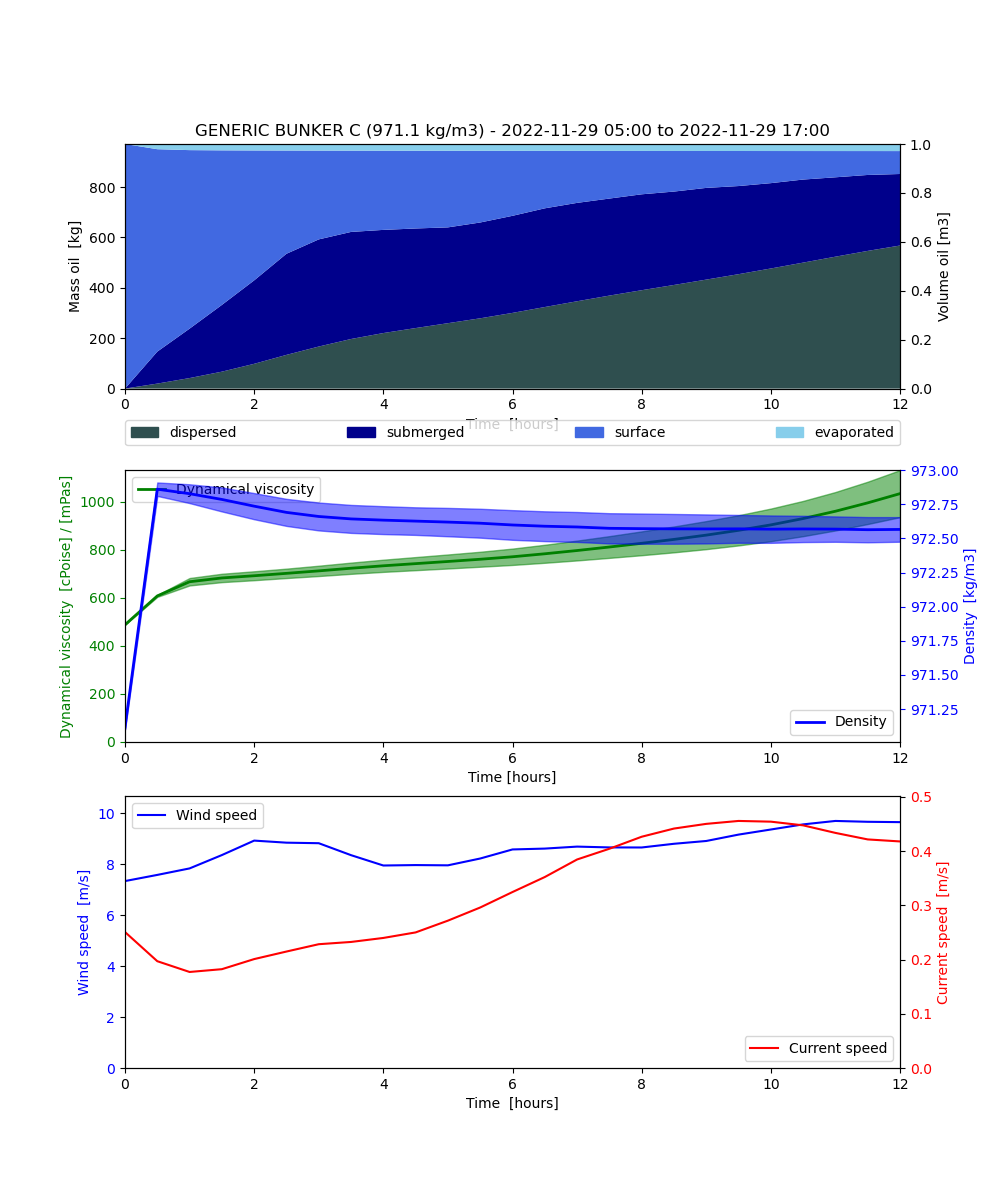 GENERIC BUNKER C (971.1 kg/m3) - 2022-11-29 05:00 to 2022-11-29 17:00
Mass oil  [kg]
800
600
400
200
0
1.0
0.8
0.6
0.4
0.2
0.0
Volume oil [m3]
0 2 4 6 8 10 12
Time  [hours]
dispersed submerged surface evaporated
Dynamical viscosity  [cPoise] / [mPas]
1000
800
600
400
200
0
Dynamical viscosity
973.00
972.75
972.50
972.25
972.00
971.75
971.50
971.25
Density  [kg/m3]
Density
0 2 4 6 8 10 12
Time [hours]
Wind speed  [m/s]
10
8
6
4
2
0
Wind speed
0.5
0.4
0.3
0.2
0.1
0.0
Current speed  [m/s]
Current speed
0 2 4 6 8 10 12
Time  [hours]